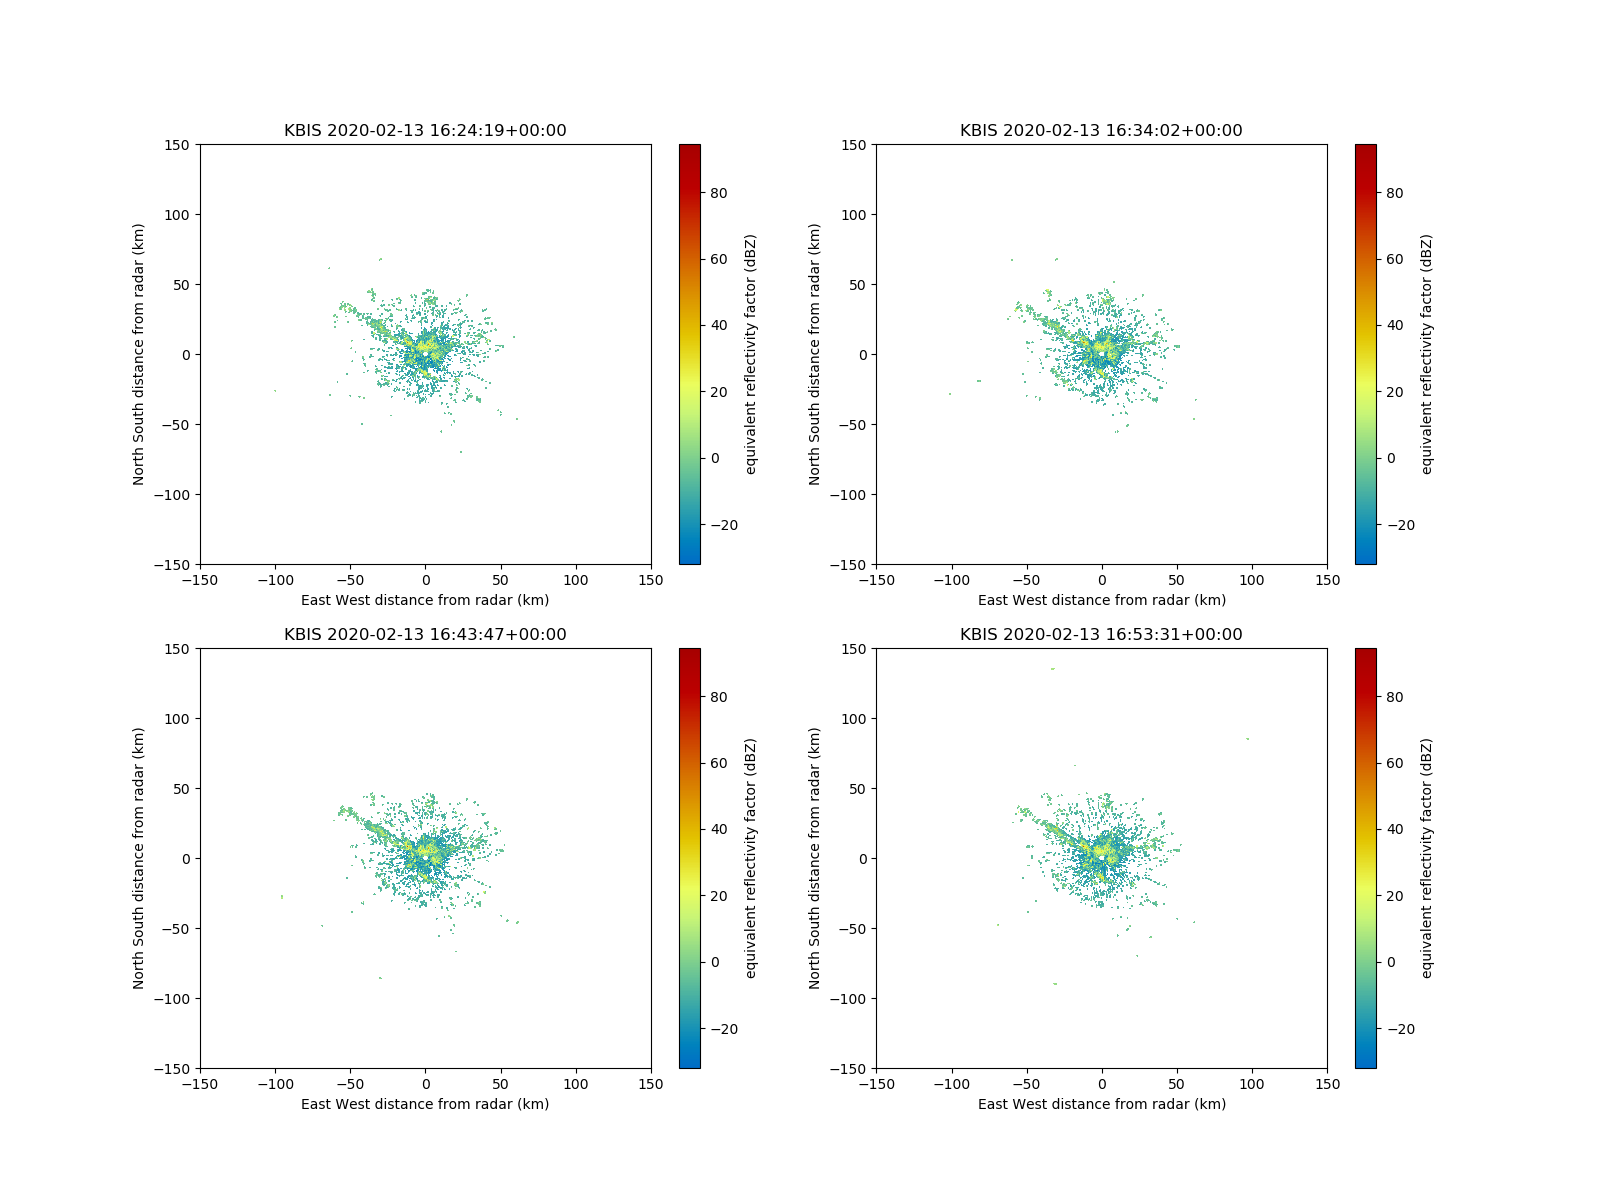 KBIS 2020-02-13 16:24:19+00:00
150
100
50
0
−50
−100
−150
North South distance from radar (km)
−150 −100 −50 0 50 100 150
East West distance from radar (km)
80
60
40
20
0
−20
equivalent reflectivity factor (dBZ)
KBIS 2020-02-13 16:34:02+00:00
150
100
50
0
−50
−100
−150
North South distance from radar (km)
−150 −100 −50 0 50 100 150
East West distance from radar (km)
80
60
40
20
0
−20
equivalent reflectivity factor (dBZ)
KBIS 2020-02-13 16:43:47+00:00
150
100
50
0
−50
−100
−150
North South distance from radar (km)
−150 −100 −50 0 50 100 150
East West distance from radar (km)
80
60
40
20
0
−20
equivalent reflectivity factor (dBZ)
KBIS 2020-02-13 16:53:31+00:00
150
100
50
0
−50
−100
−150
North South distance from radar (km)
−150 −100 −50 0 50 100 150
East West distance from radar (km)
80
60
40
20
0
−20
equivalent reflectivity factor (dBZ)